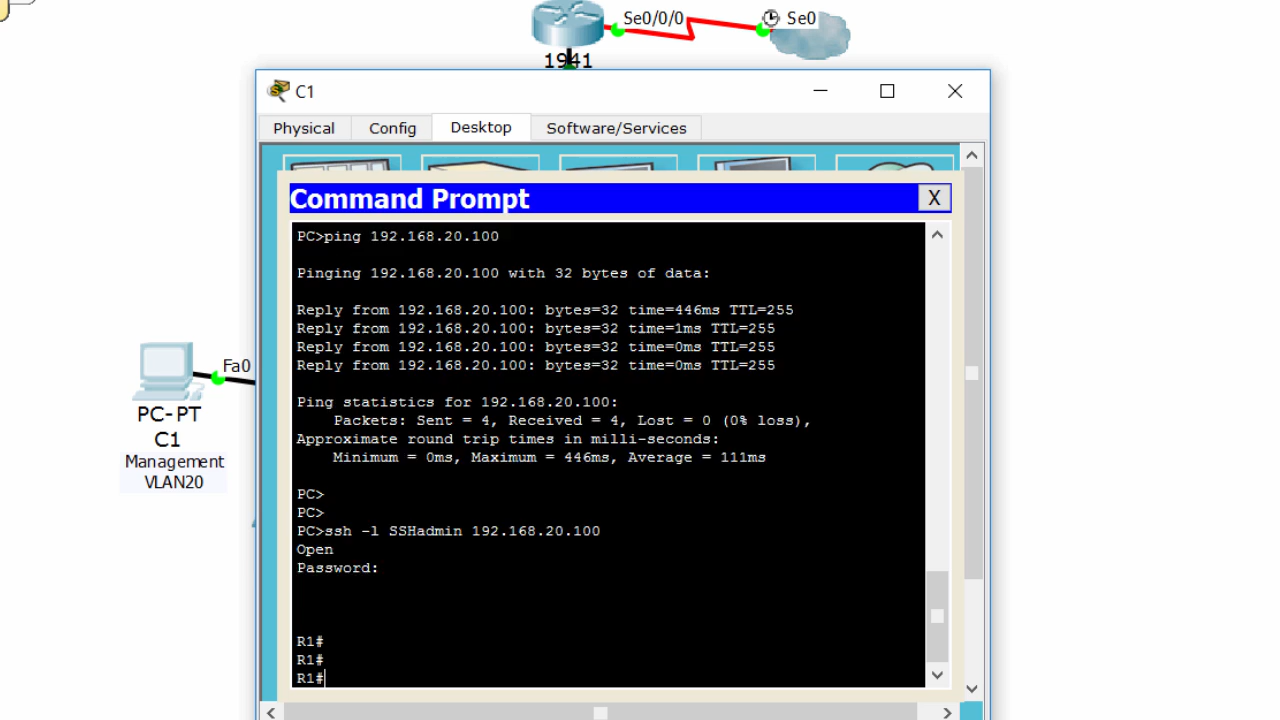 Se0/0/0
Se0
1941
C1
Physical
Config
Desktop
Software/Services
Command Prompt
X
PC>ping 192.168.20.100
Pinging 192.168.20.100 with 32 bytes of data:
Reply from 192.168.20.100: bytes=32 time=446ms TTL=255
Reply from 192.168.20.100: bytes=32 time=1ms TTL=255
Reply from 192.168.20.100: bytes=32 time=0ms TTL=255
Reply from 192.168.20.100: bytes=32 time=0ms TTL=255
Ping statistics for 192.168.20.100:
Packets: Sent = 4, Received = 4, Lost = 0 (0% loss),
Approximate round trip times in milli-seconds:
Minimum = 0ms, Maximum = 446ms, Average = 111ms
PC>
PC>
PC>ssh -l SSHadmin 192.168.20.100
Open
Password:
R1#
R1#
R1#
Fa0
PC-PT
C1
Management
VLAN20